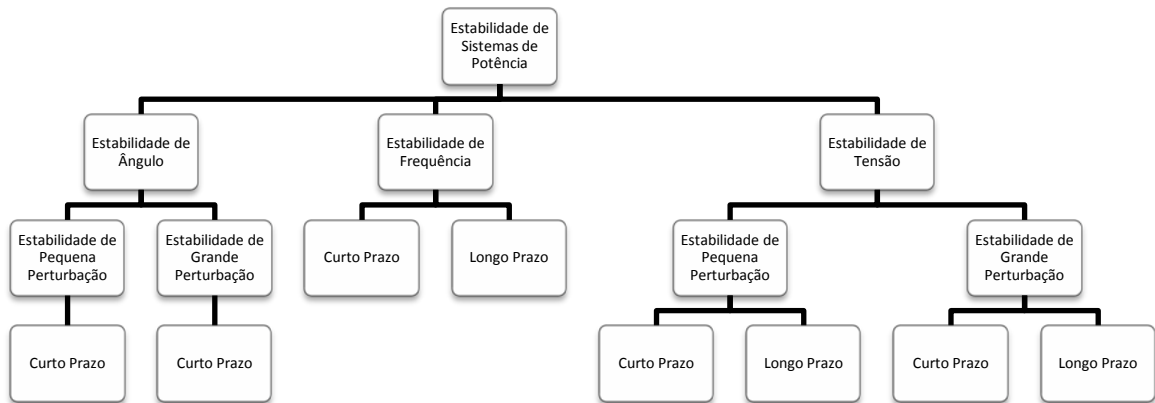 Estabilidade de
Sistemas de
Potência
Estabilidade de
Ângulo
Estabilidade de
Frequência
Estabilidade de
Tensão
Estabilidade de
Pequena
Perturbação
Estabilidade de
Grande
Perturbação
Curto Prazo
Longo Prazo
Estabilidade de
Pequena
Perturbação
Estabilidade de
Grande
Perturbação
Curto Prazo
Curto Prazo
Curto Prazo
Longo Prazo
Curto Prazo
Longo Prazo